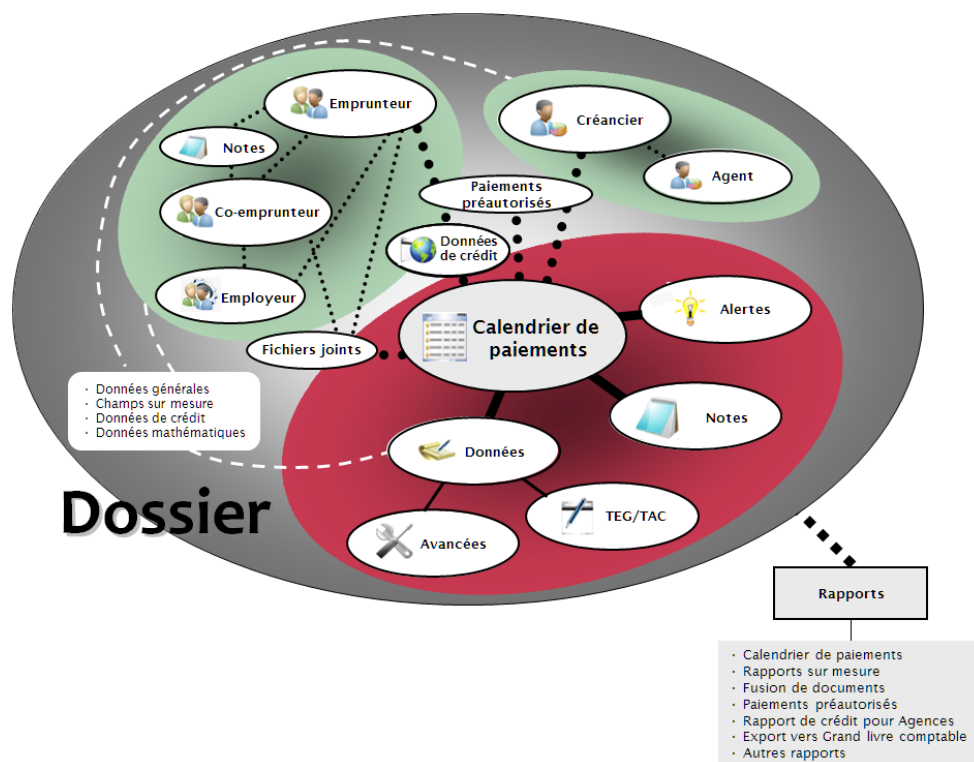 Emprunteur
Créancier
Notes
Agent
Paiements
préautorisés
Co-emprunteur
Données
de crédit
Employeur
Alertes
Calendrier de
paiements
Fichiers joints
· Données générales
· Champs sur mesure
· Données de crédit
· Données mathématiques
Notes
Données
Dossier
TEG/TAC
Avancées
Rapports
· Calendrier de paiements
· Rapports sur mesure
· Fusion de documents
· Paiements préautorisés
· Rapport de crédit pour Agences
· Export vers Grand livre comptable
· Autres rapports